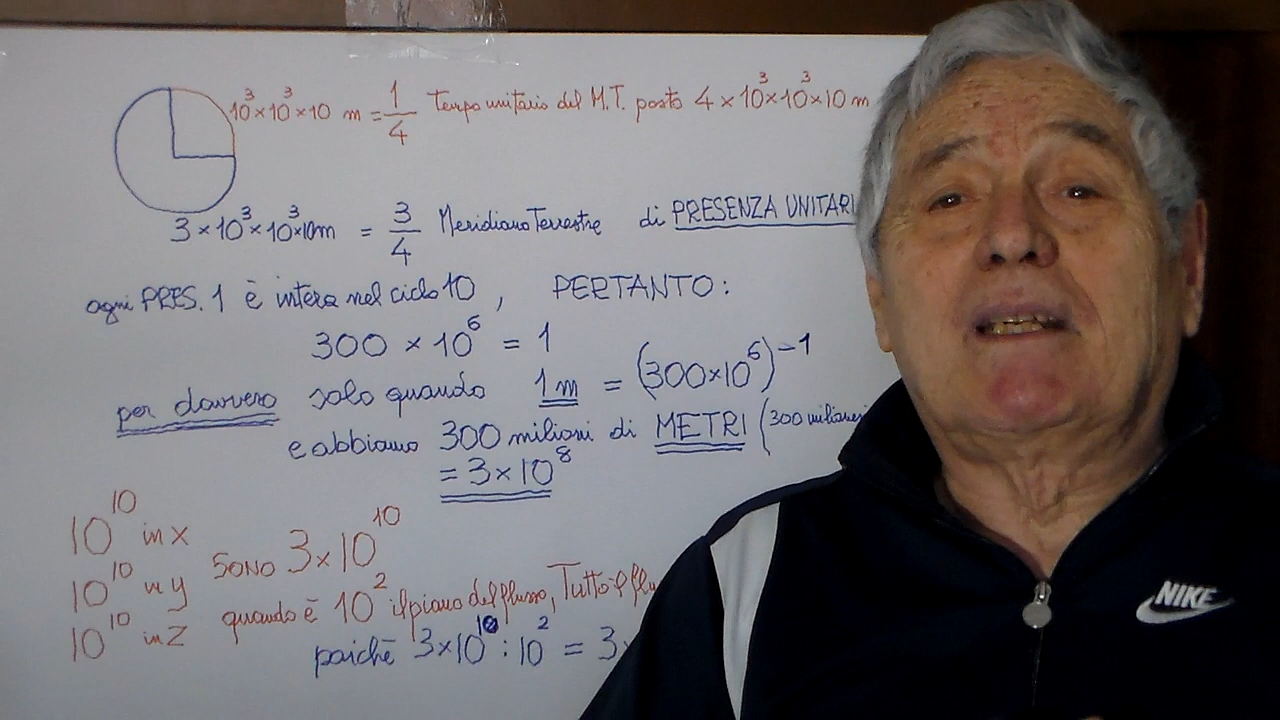 10³×10³×10 m = 1/4 Tempo unitario del M.T. posto 4×10³×10³×10 m
3×10³×10³×10m = 3/4 Meridiano Terrestre di PRESENZA UNITARI
ogni PRES. 1 è intera nel ciclo 10 , PERTANTO:
300 × 10⁶ = 1
per davvero solo quando 1 m = (300×10⁶)⁻¹
e abbiamo 300 milioni di METRI (300
= 3×10⁸
10¹⁰ in x
10¹⁰ in y SONO 3×10¹⁰
10¹⁰ in Z quando è 10² il piano del flusso, Tutto il flu
poichè 3×10¹⁰ : 10² = 3×
NIKE